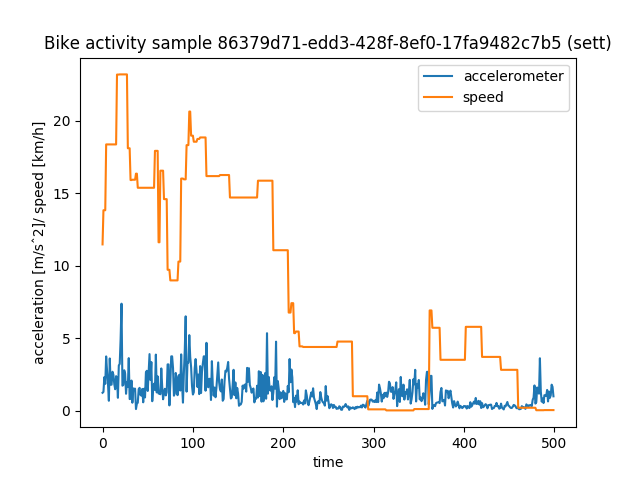 Bike activity sample 86379d71-edd3-428f-8ef0-17fa9482c7b5 (sett)
accelerometer
speed
acceleration [m/s^2]/ speed [km/h]
20
15
10
5
0
0
100
200
300
400
500
time